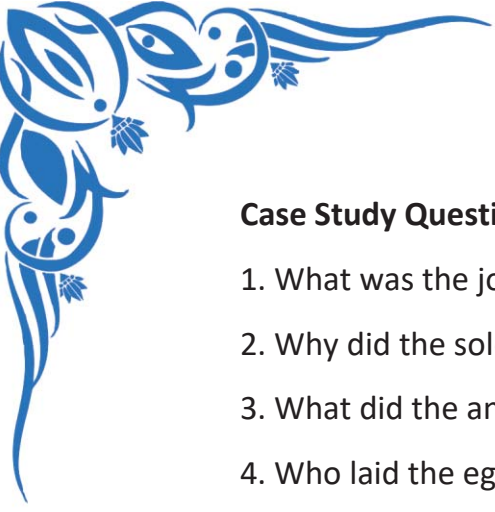 Case Study Questi
1. What was the jo
2. Why did the sol
3. What did the ar
4. Who laid the eg